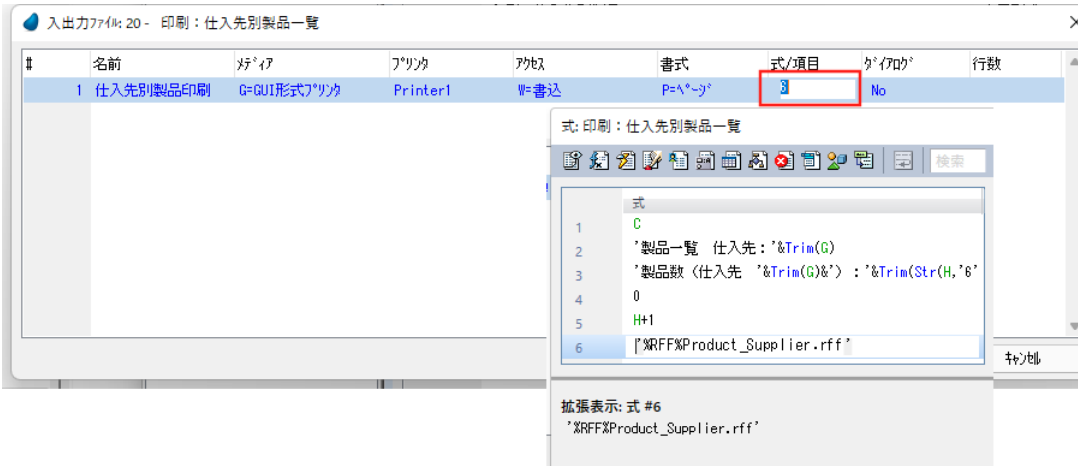 入出力ﾌｧｲﾙ: 20 - 印刷：仕入先別製品一覧
# 名前 ﾒﾃﾞｨｱ ﾌﾟﾘﾝﾀ ｱｸｾｽ 書式 式/項目 ﾀﾞｲｱﾛｸﾞ 行数
1 仕入先別製品印刷 G=GUI形式ﾌﾟﾘﾝﾀ Printer1 W=書込 P=ﾍﾟｰｼﾞ 6 No
式: 印刷：仕入先別製品一覧
検索
式
1 C
2 '製品一覧 仕入先：'&Trim(G)
3 '製品数（仕入先 '&Trim(G)&'）：'&Trim(Str(H,'6'
4 0
5 H+1
6 '%RFF%Product_Supplier.rff'
ｷｬﾝｾﾙ
拡張表示: 式 #6
'%RFF%Product_Supplier.rff'